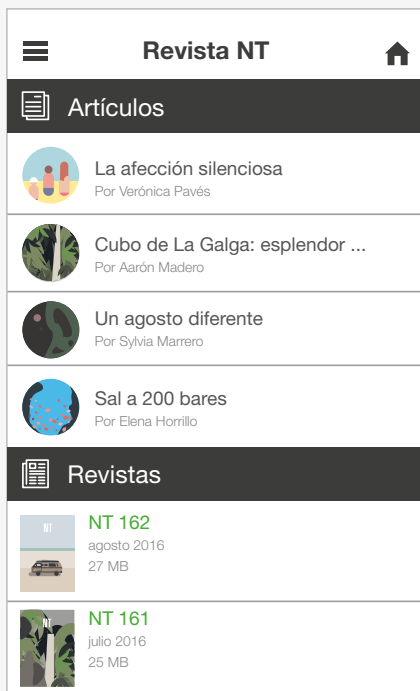 Revista NT
Artículos
La afección silenciosa
Por Verónica Pavés
Cubo de La Galga: esplendor ...
Por Aarón Madero
Un agosto diferente
Por Sylvia Marrero
Sal a 200 bares
Por Elena Horrillo
Revistas
NT
NT 162
agosto 2016
27 MB
NT
NT 161
julio 2016
25 MB